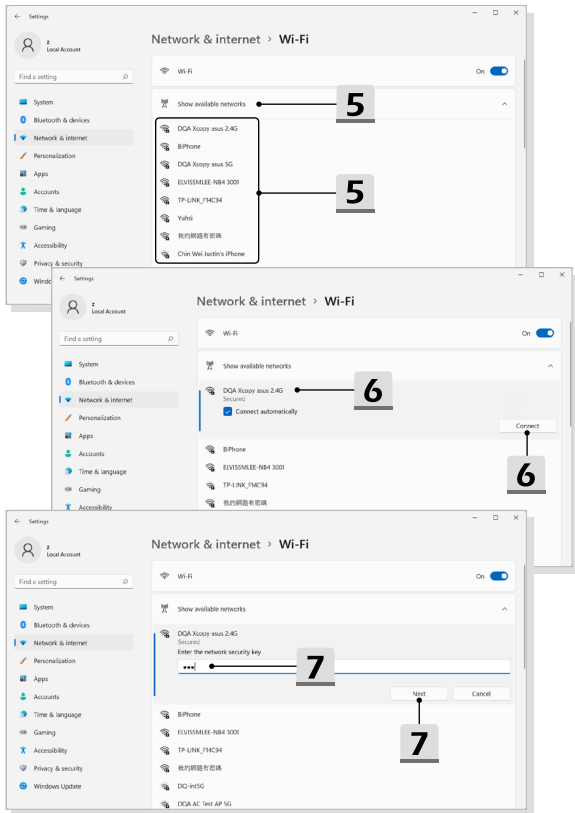 Settings
z
Local Account
Find a setting
System
Bluetooth & devices
Network & internet
Personalization
Apps
Accounts
Time & language
Gaming
Accessibility
Privacy & security
Windo
Network & internet > Wi-Fi
Wi-Fi
On
Show available networks
5
DQA Xcopy asus 2.4G
BiPhone
DQA Xcopy asus 5G
ELVISSMLEE-NB4 3001
TP-LINK_F14C94
Yuhsi
我的網路有密碼
Chin Wei Justin's iPhone
5
Settings
z
Local Account
Find a setting
System
Bluetooth & devices
Network & internet
Personalization
Apps
Accounts
Time & language
Gaming
Accessibility
Network & internet > Wi-Fi
Wi-Fi
On
Show available networks
DQA Xcopy asus 2.4G
6
Secured
Connect automatically
Connect
6
BiPhone
ELVISSMLEE-NB4 3001
TP-LINK_F14C94
我的網路有密碼
Settings
z
Local Account
Find a setting
System
Bluetooth & devices
Network & internet
Personalization
Apps
Accounts
Time & language
Gaming
Accessibility
Privacy & security
Windows Update
Network & internet > Wi-Fi
Wi-Fi
On
Show available networks
DQA Xcopy asus 2.4G
Secured
Enter the network security key
7
Next
Cancel
7
BiPhone
ELVISSMLEE-NB4 3001
TP-LINK_F14C94
我的網路有密碼
DQ-int5G
DQA AC Test AP 5G